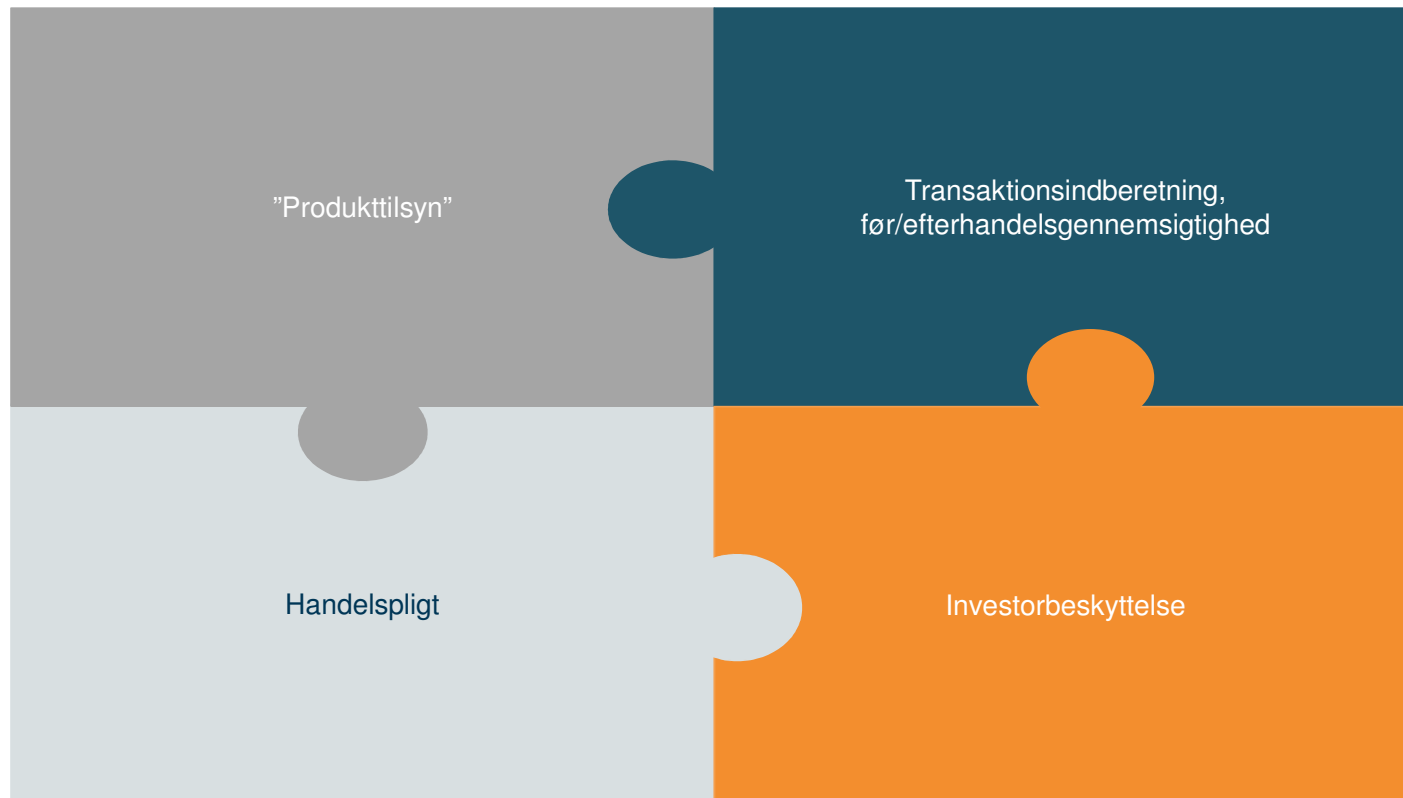 ”Produkttilsyn”
Transaktionsindberetning,
før/efterhandelsgennemsigtighed
Handelspligt
Investorbeskyttelse